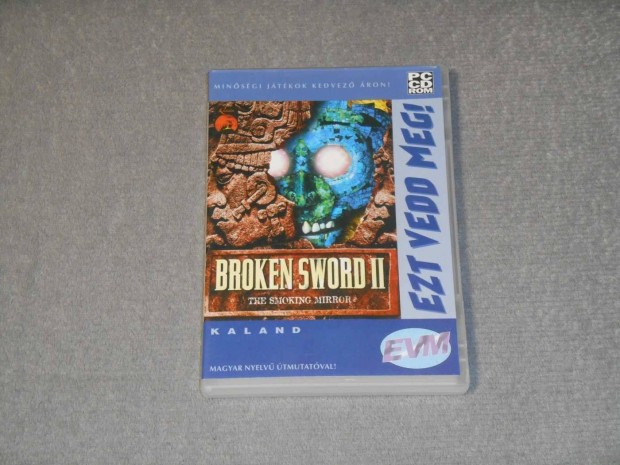 MINŐSÉGI JÁTÉKOK KEDVEZŐ ÁRON!
PC
CD
ROM
EZT VEDD MEG!
BROKEN SWORD II
THE SMOKING MIRROR
KALAND
EVM
MAGYAR NYELVŰ ÚTMUTATÓVAL!